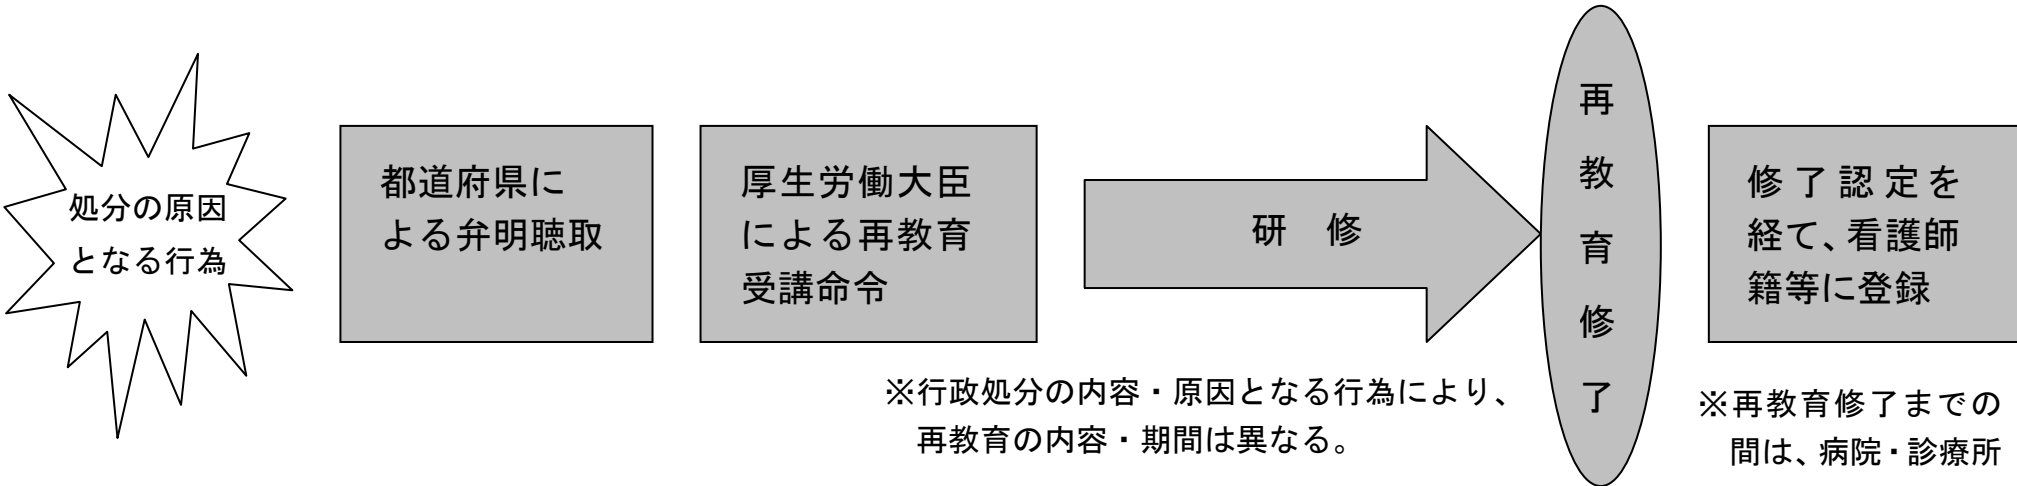 処分の原因
となる行為
都道府県に
よる弁明聴取
厚生労働大臣
による再教育
受講命令
研 修
再教育修了
修了認定を
経て、看護師
籍等に登録
※行政処分の内容・原因となる行為により、
再教育の内容・期間は異なる。
※再教育修了までの
間は、病院・診療所